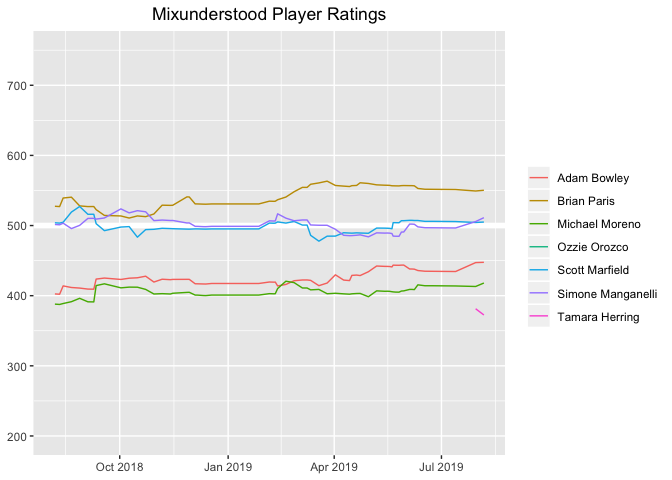 Mixunderstood Player Ratings
700
600
500
400
300
200
Oct 2018
Jan 2019
Apr 2019
Jul 2019
Adam Bowley
Brian Paris
Michael Moreno
Ozzie Orozco
Scott Marfield
Simone Manganelli
Tamara Herring